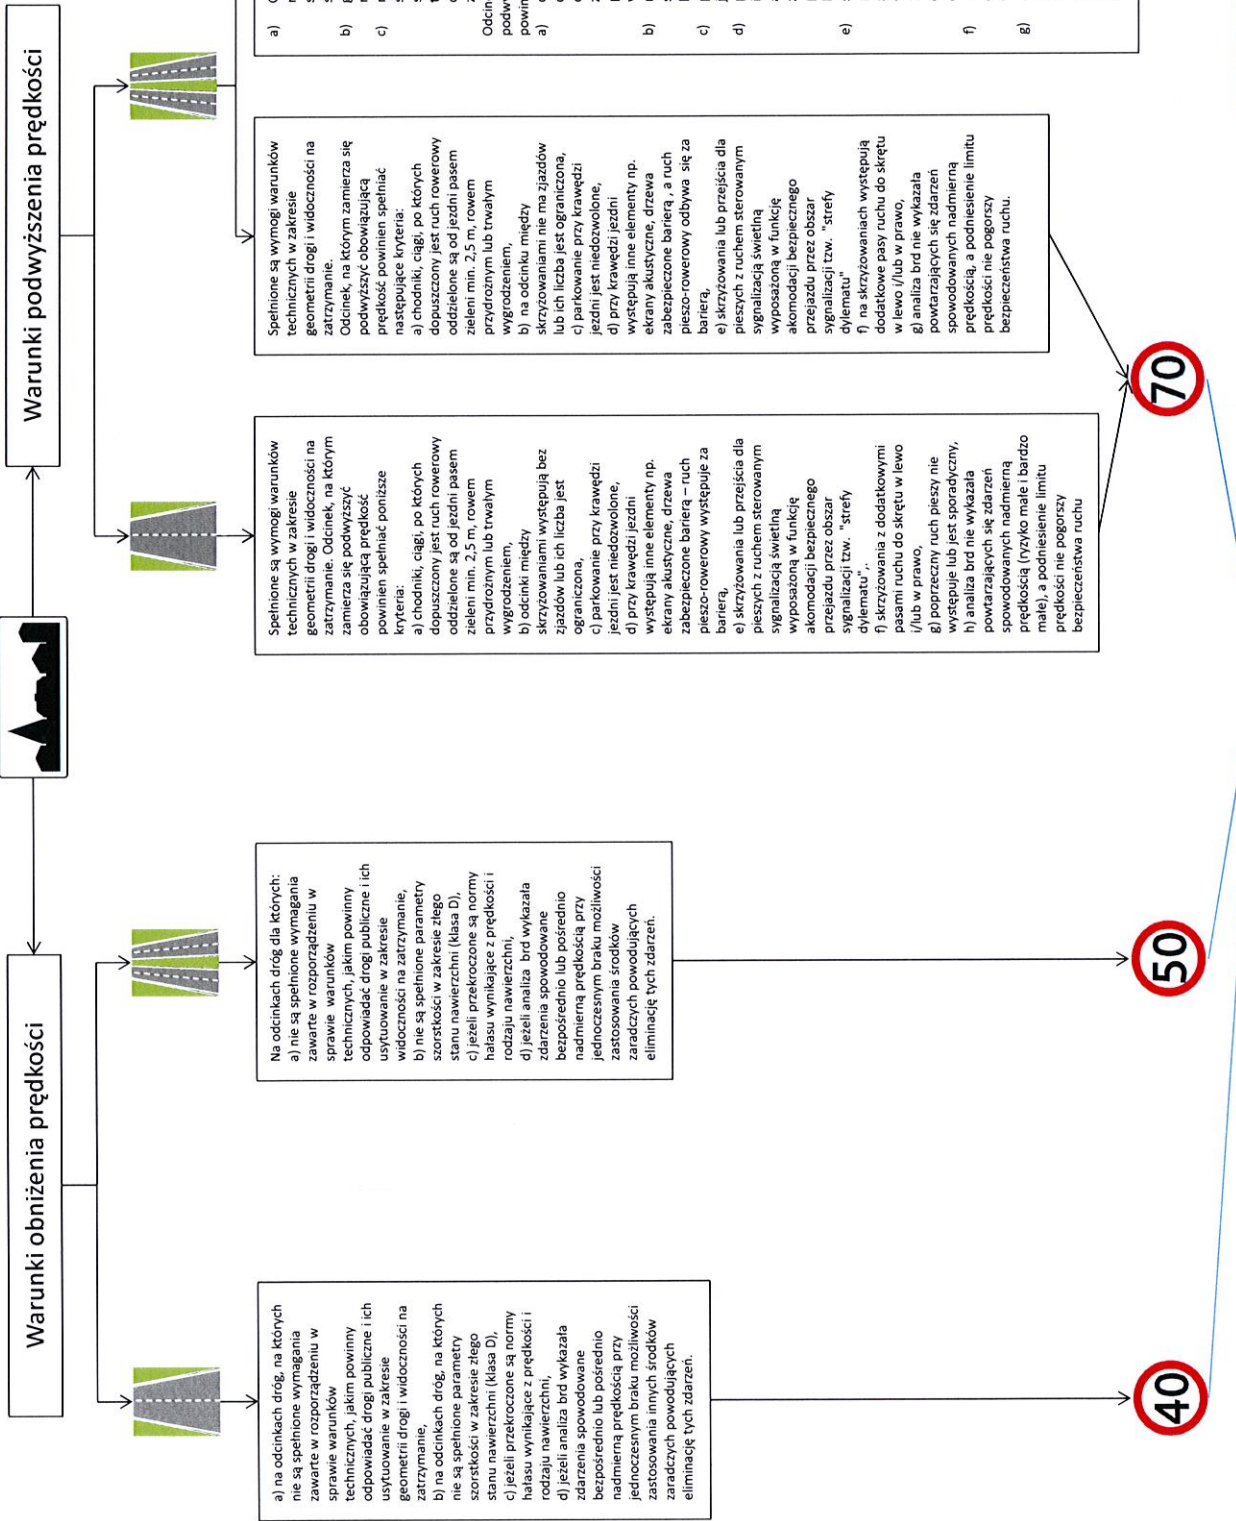 Warunki obniżenia prędkości
Warunki podwyższenia prędkości
a) na odcinkach dróg, na których
nie są spełnione wymagania
zawarte w rozporządzeniu w
sprawie warunków
technicznych, jakim powinny
odpowiadać drogi publiczne i ich
usytuowanie w zakresie
geometrii drogi i widoczności na
zatrzymanie,
b) na odcinkach dróg, na których
nie są spełnione parametry
szorstkości w zakresie złego
stanu nawierzchni (klasa D),
c) jeżeli przekroczone są normy
hałasu wynikające z prędkości i
rodzaju nawierzchni,
d) jeżeli analiza brd wykazała
zdarzenia spowodowane
bezpośrednio lub pośrednio
nadmierną prędkością przy
jednoczesnym braku możliwości
zastosowania innych środków
zaradczych powodujących
eliminację tych zdarzeń.
Na odcinkach dróg dla których:
a) nie są spełnione wymagania
zawarte w rozporządzeniu w
sprawie warunków
technicznych, jakim powinny
odpowiadać drogi publiczne i ich
usytuowanie w zakresie
widoczności na zatrzymanie,
b) nie są spełnione parametry
szorstkości w zakresie złego
stanu nawierzchni (klasa D),
c) jeżeli przekroczone są normy
hałasu wynikające z prędkości i
rodzaju nawierzchni,
d) jeżeli analiza brd wykazała
zdarzenia spowodowane
bezpośrednio lub pośrednio
nadmierną prędkością przy
jednoczesnym braku możliwości
zastosowania środków
zaradczych powodujących
eliminację tych zdarzeń.
Spełnione są wymogi warunków
technicznych w zakresie
geometrii drogi i widoczności na
zatrzymanie. Odcinek, na którym
zamierza się podwyższyć
obowiązującą prędkość
powinien spełniać poniższe
kryteria:
a) chodniki, ciągi, po których
dopuszczony jest ruch rowerowy
oddzielone są od jezdni pasem
zieleni min. 2,5 m, rowem
przydrożnym lub trwałym
wygrodzeniem,
b) odcinki między
skrzyżowaniami występują bez
zjazdów lub ich liczba jest
ograniczona,
c) parkowanie przy krawędzi
jezdni jest niedozwolone,
d) przy krawędzi jezdni
występują inne elementy np.
ekrany akustyczne, drzewa
zabezpieczone barierą – ruch
pieszo-rowerowy występuje za
barierą,
e) skrzyżowania lub przejścia dla
pieszych z ruchem sterowanym
sygnalizacją świetlną
wyposażoną w funkcję
akomodacji bezpiecznego
przejazdu przez obszar
sygnalizacji tzw. "strefy
dylematu",.
f) skrzyżowania z dodatkowymi
pasami ruchu do skrętu w lewo
i/lub w prawo,
g) poprzeczny ruch pieszy nie
występuje lub jest sporadyczny,
h) analiza brd nie wykazała
powtarzających się zdarzeń
spowodowanych nadmierną
prędkością (ryzyko małe i bardzo
małe), a podniesienie limitu
prędkości nie pogorszy
bezpieczeństwa ruchu
Spełnione są wymogi warunków
technicznych w zakresie
geometrii drogi i widoczności na
zatrzymanie.
Odcinek, na którym zamierza się
podwyższyć obowiązującą
prędkość powinien spełniać
następujące kryteria:
a) chodniki, ciągi, po których
dopuszczony jest ruch rowerowy
oddzielone są od jezdni pasem
zieleni min. 2,5 m, rowem
przydrożnym lub trwałym
wygrodzeniem,
b) na odcinku między
skrzyżowaniami nie ma zjazdów
lub ich liczba jest ograniczona,
c) parkowanie przy krawędzi
jezdni jest niedozwolone,
d) przy krawędzi jezdni
występują inne elementy np.
ekrany akustyczne, drzewa
zabezpieczone barierą , a ruch
pieszo-rowerowy odbywa się za
barierą,
e) skrzyżowania lub przejścia dla
pieszych z ruchem sterowanym
sygnalizacją świetlną
wyposażoną w funkcję
akomodacji bezpiecznego
przejazdu przez obszar
sygnalizacji tzw. "strefy
dylematu"
f) na skrzyżowaniach występują
dodatkowe pasy ruchu do skrętu
w lewo i/lub w prawo,
g) analiza brd nie wykazała
powtarzających się zdarzeń
spowodowanych nadmierną
prędkością, a podniesienie limitu
prędkości nie pogorszy
bezpieczeństwa ruchu.
a)
b)
c)
Odcin
podw
powin
a)
b)
c)
d)
e)
f)
g)
40
50
70